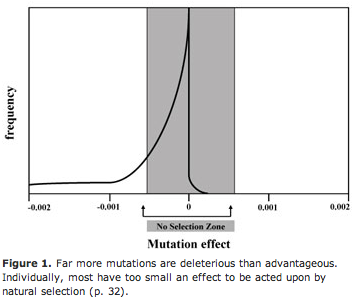 frequency
-0.002 -0.001 0 0.001 0.002
No Selection Zone
Mutation effect
Figure 1. Far more mutations are deleterious than advantageous.
Individually, most have too small an effect to be acted upon by
natural selection (p. 32).